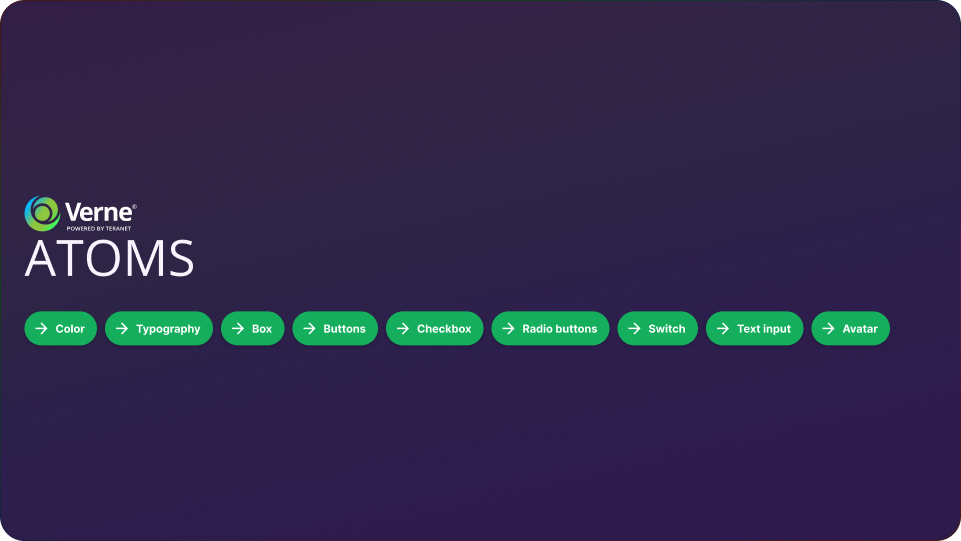 Verne®
POWERED BY TERANET
ATOMS
Color Typography Box Buttons Checkbox Radio buttons Switch Text input Avatar